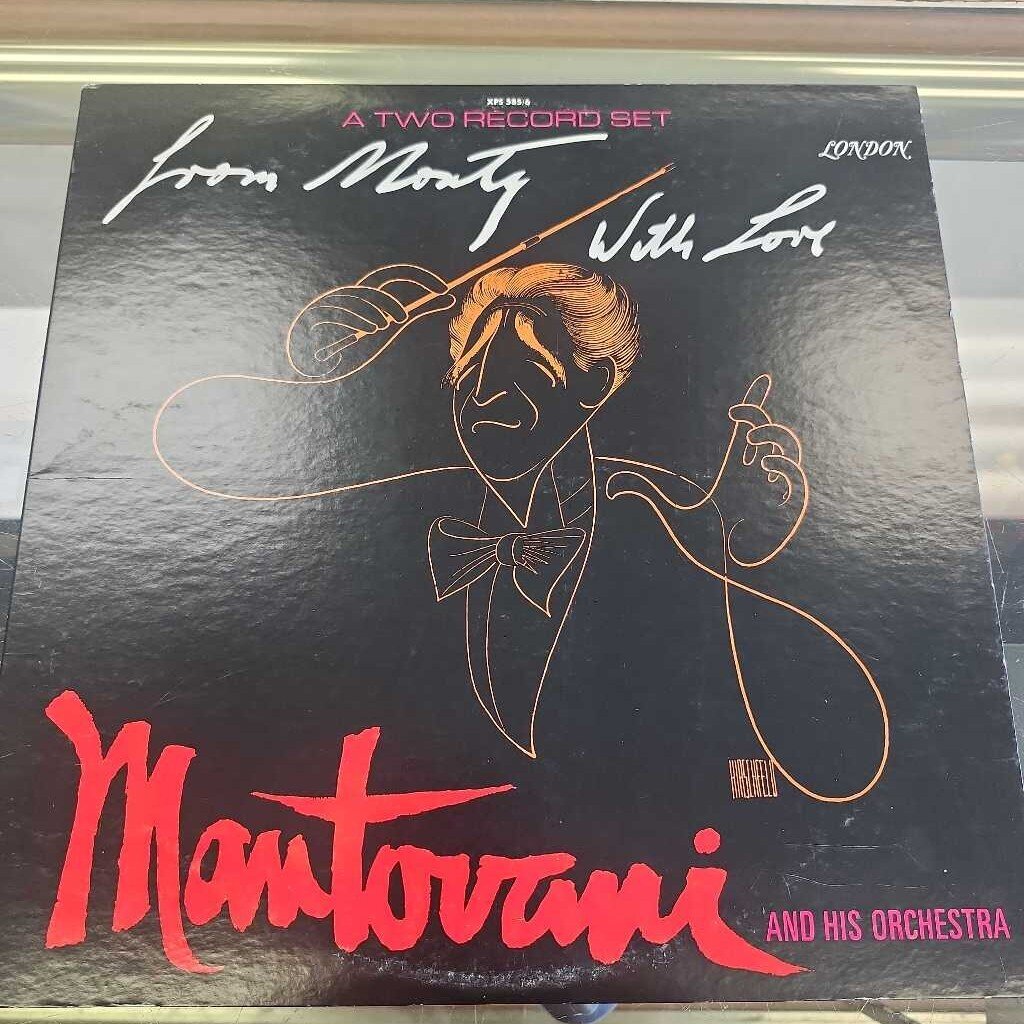 XPS 585/6
A TWO RECORD SET
LONDON
From Monty
With Love
HIRSCHFELD
Mantovani
AND HIS ORCHESTRA